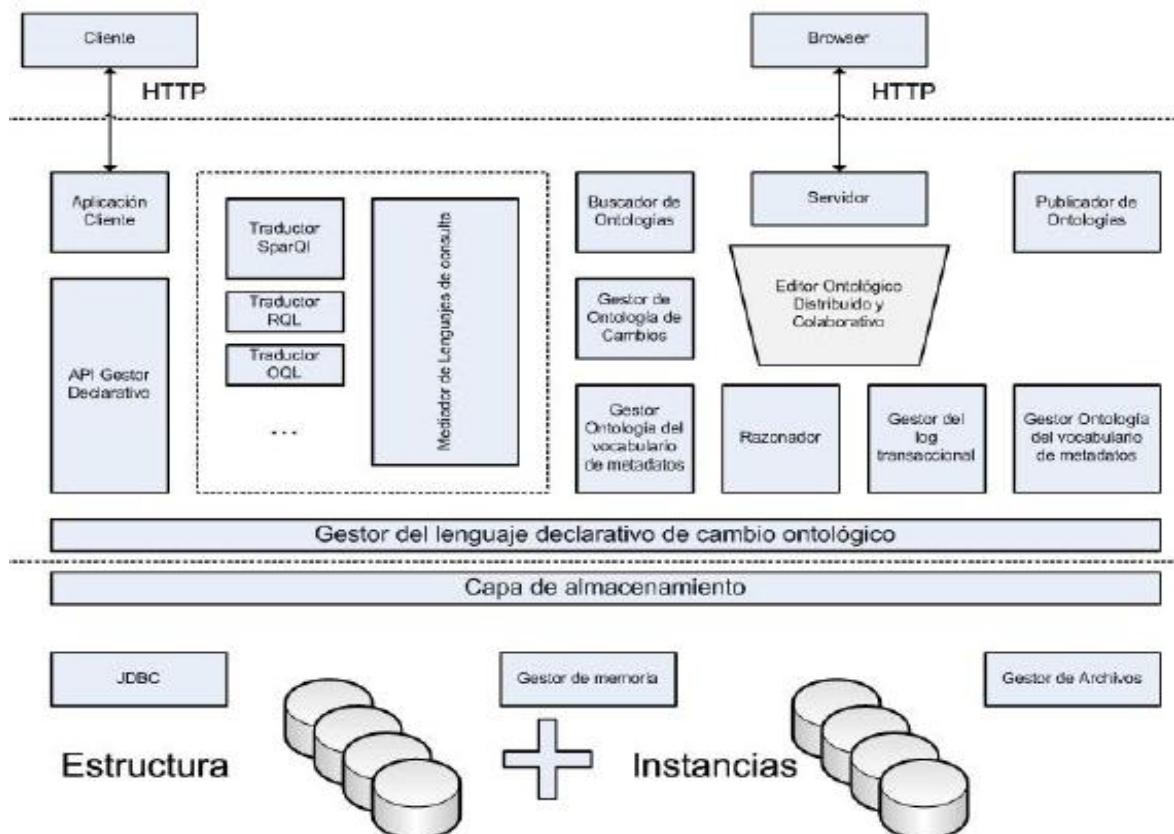 Cliente
Browser
HTTP
HTTP
Aplicación
Cliente
Traductor
SparQl
Mediador de Lenguajes de consulta
Buscador de
Ontologías
Servidor
Publicador de
Ontologías
Editor Ontológico
Distribuido y
Colaborativo
Gestor de
Ontología de
Cambios
API Gestor
Declarativo
Traductor
RQL
Traductor
OQL
...
Gestor
Ontología del
vocabulario
de metadatos
Razonador
Gestor del
log
transaccional
Gestor Ontología
del vocabulario
de metadatos
Gestor del lenguaje declarativo de cambio ontológico
Capa de almacenamiento
JDBC
Gestor de memoria
Gestor de Archivos
Estructura
Instancias